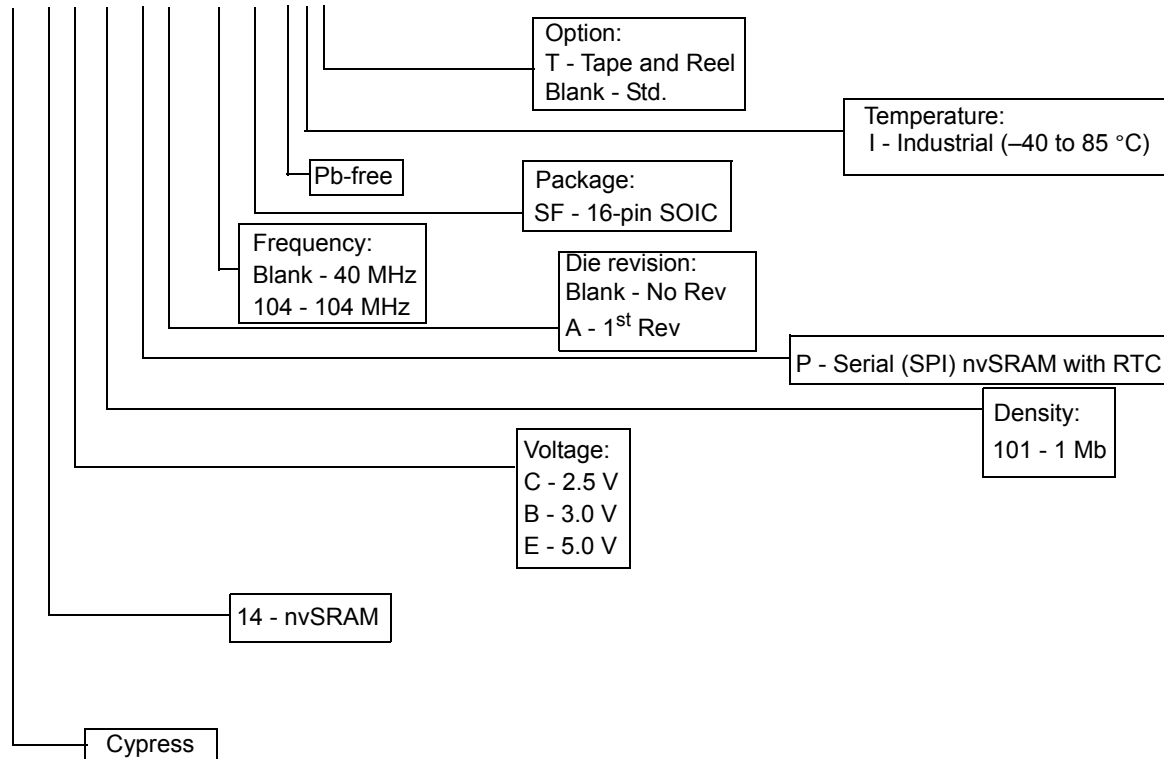 Option:
T - Tape and Reel
Blank - Std.
Temperature:
I - Industrial (–40 to 85 °C)
Pb-free
Package:
SF - 16-pin SOIC
Frequency:
Blank - 40 MHz
104 - 104 MHz
Die revision:
Blank - No Rev
A - 1st Rev
P - Serial (SPI) nvSRAM with RTC
Density:
101 - 1 Mb
Voltage:
C - 2.5 V
B - 3.0 V
E - 5.0 V
14 - nvSRAM
Cypress